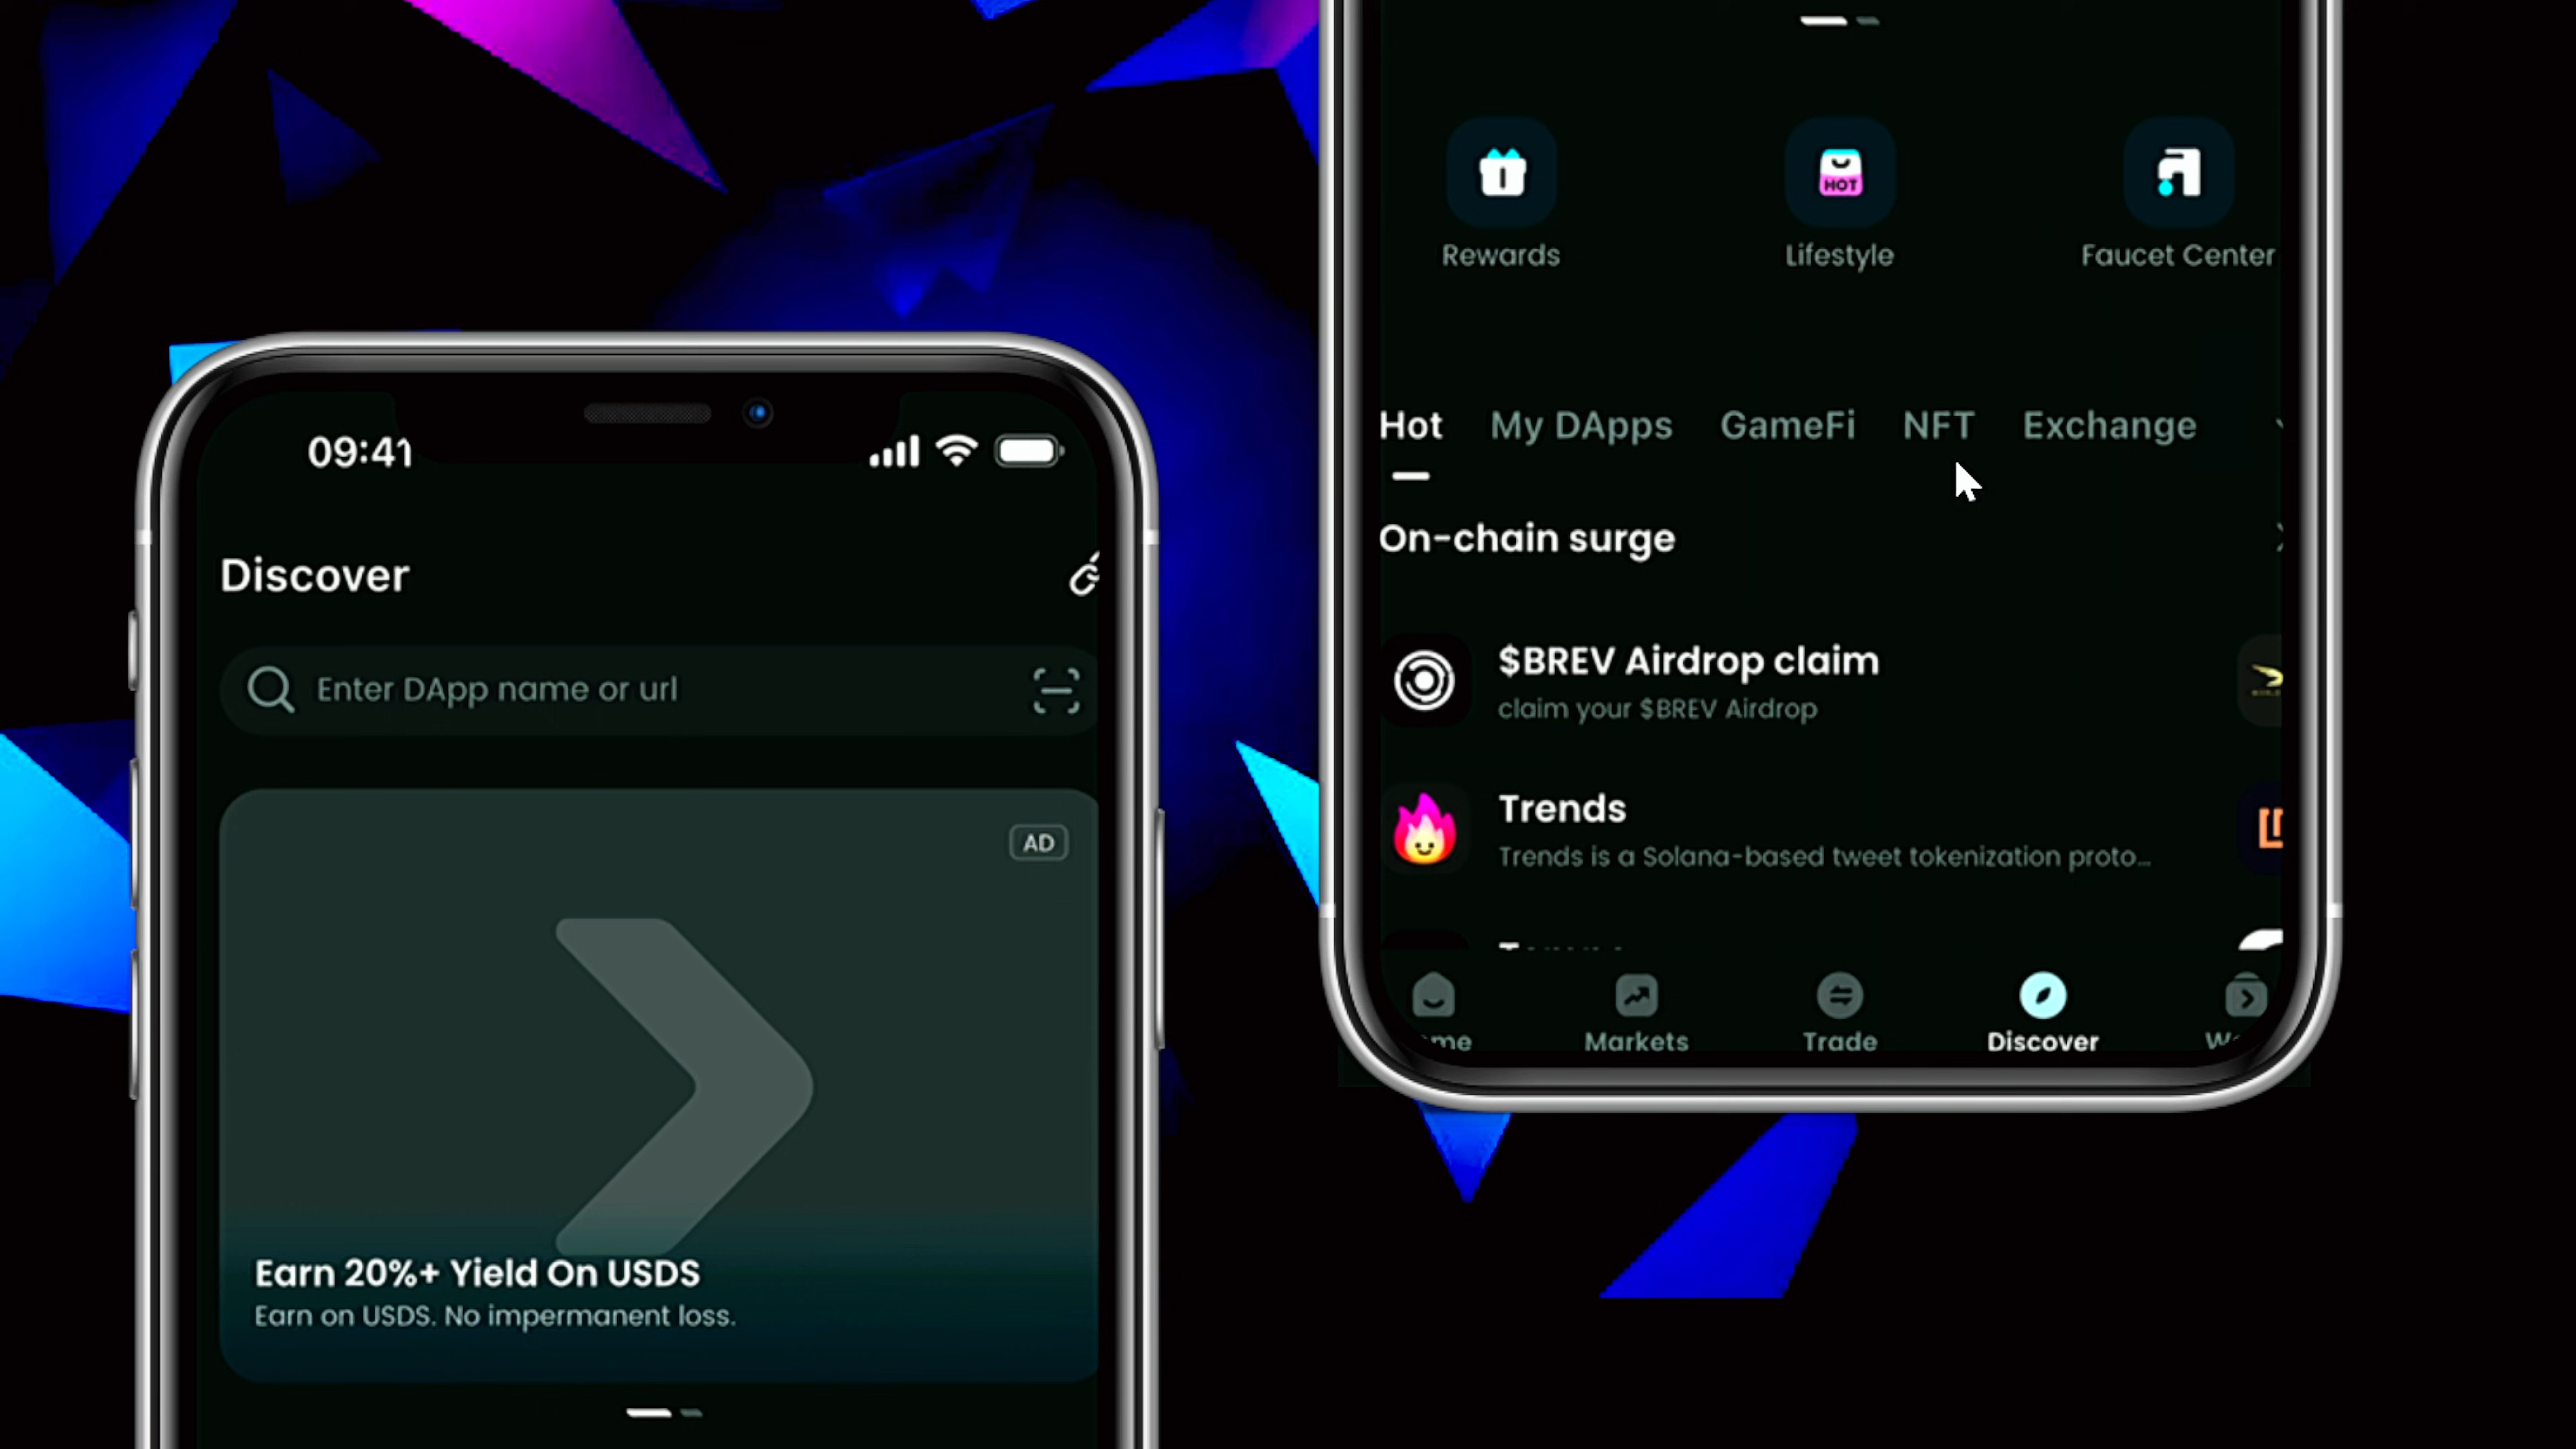 09:41
Discover
Enter DApp name or url
AD
Earn 20%+ Yield On USDS
Earn on USDS. No impermanent loss.
Rewards
Lifestyle
HOT
Faucet Center
Hot
My DApps
GameFi
NFT
Exchange
On-chain surge
$BREV Airdrop claim
claim your $BREV Airdrop
Trends
Trends is a Solana-based tweet tokenization proto...
Markets
Trade
Discover